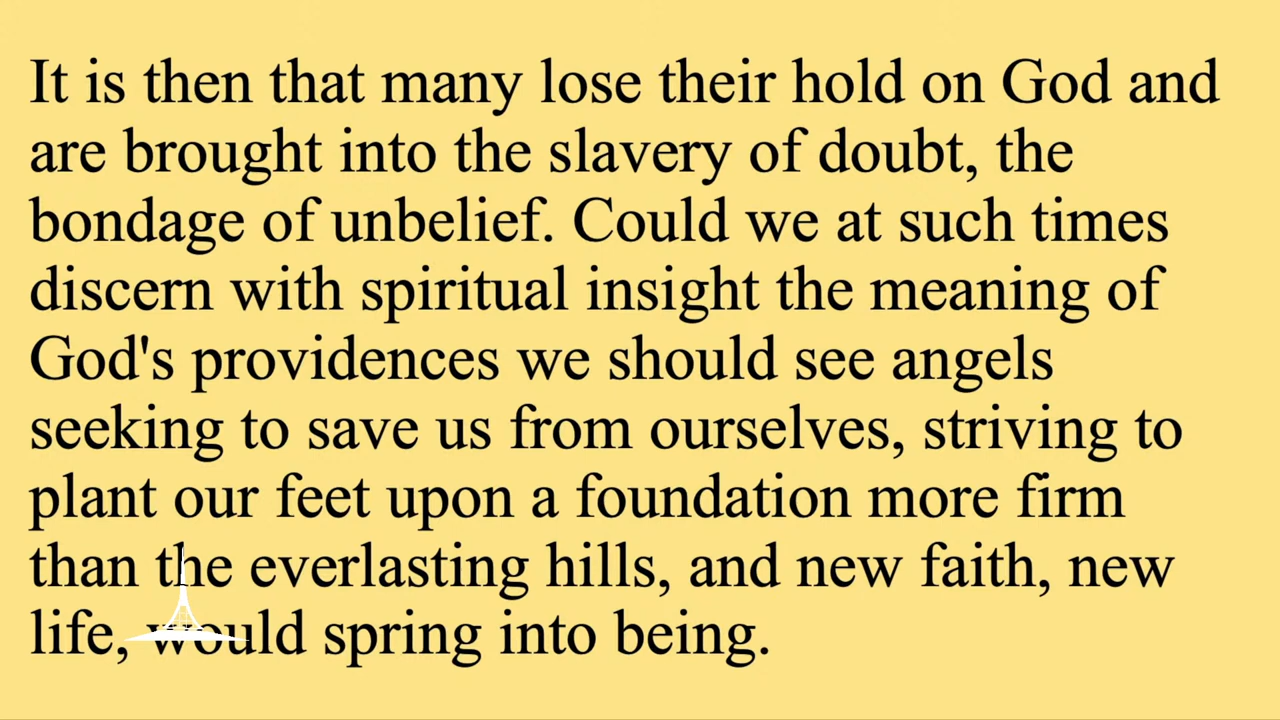 It is then that many lose their hold on God and
are brought into the slavery of doubt, the
bondage of unbelief. Could we at such times
discern with spiritual insight the meaning of
God's providences we should see angels
seeking to save us from ourselves, striving to
plant our feet upon a foundation more firm
than the everlasting hills, and new faith, new
life, would spring into being.